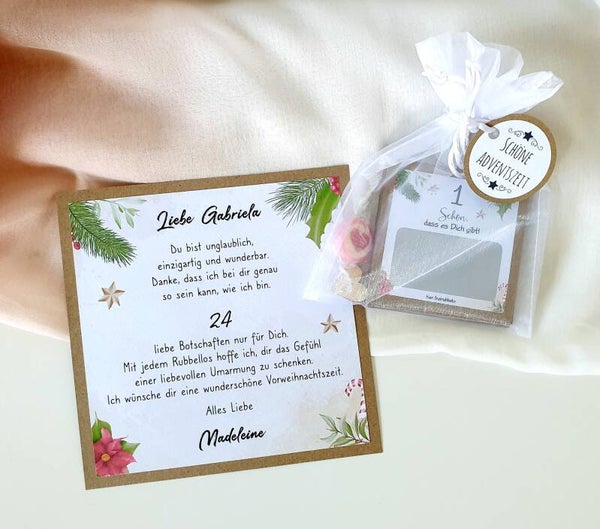 Liebe Gabriela
Du bist unglaublich,
einzigartig und wunderbar.
Danke, dass ich bei dir genau
so sein kann, wie ich bin.
24
liebe Botschaften nur für Dich.
Mit jedem Rubbellos hoffe ich, dir das Gefühl
einer liebevollen Umarmung zu schenken.
Ich wünsche dir eine wunderschöne Vorweihnachtszeit.
Alles Liebe
Madeleine
SCHÖNE
ADVENTSZEIT
1
Schön,
dass es Dich gibt!